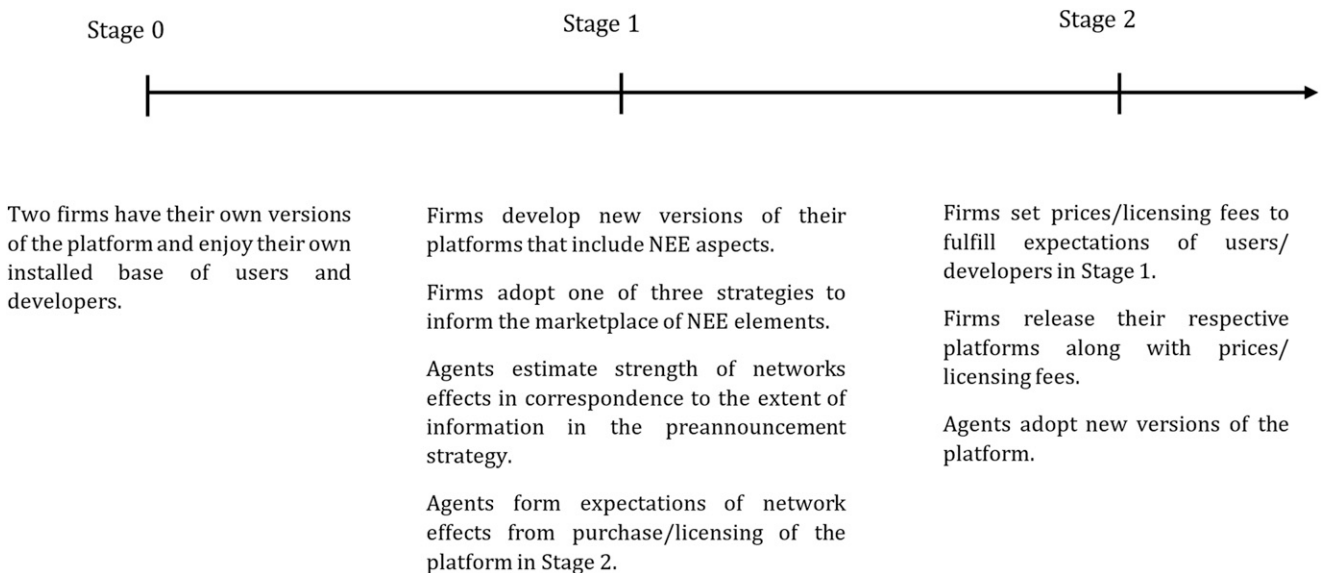 Stage 0
Stage 1
Stage 2
Two firms have their own versions
of the platform and enjoy their own
installed base of users and
developers.
Firms develop new versions of their
platforms that include NEE aspects.
Firms adopt one of three strategies to
inform the marketplace of NEE elements.
Agents estimate strength of networks
effects in correspondence to the extent of
information in the preannouncement
strategy.
Agents form expectations of network
effects from purchase/licensing of the
platform in Stage 2.
Firms set prices/licensing fees to
fulfill expectations of users/
developers in Stage 1.
Firms release their respective
platforms along with prices/
licensing fees.
Agents adopt new versions of the
platform.